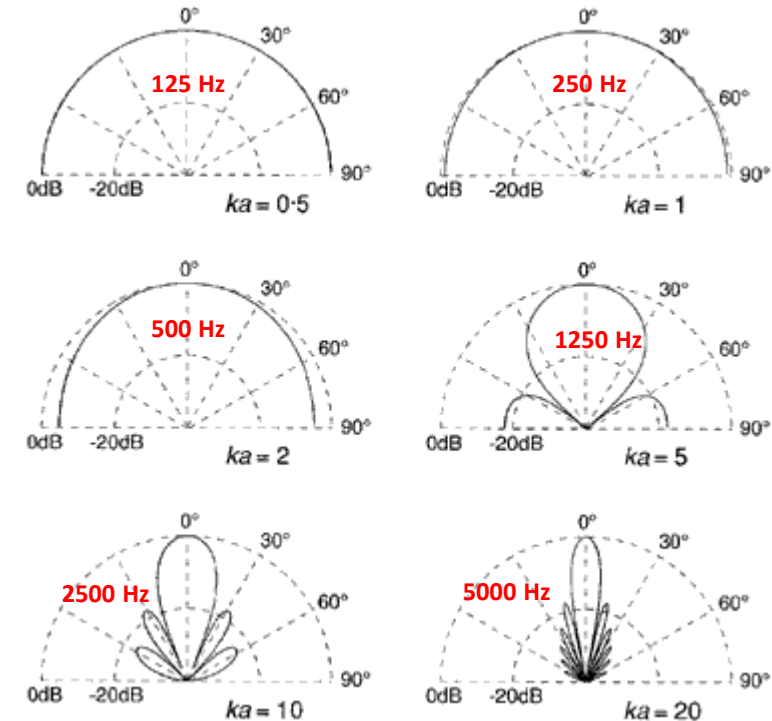 0°
30°
125 Hz
60°
90°
0dB -20dB
ka = 0·5
0°
30°
250 Hz
60°
90°
0dB -20dB
ka = 1
0°
30°
500 Hz
60°
90°
0dB -20dB
ka = 2
0°
30°
1250 Hz
60°
90°
0dB -20dB
ka = 5
0°
30°
2500 Hz
60°
90°
0dB -20dB
ka = 10
0°
30°
5000 Hz
60°
90°
0dB -20dB
ka = 20